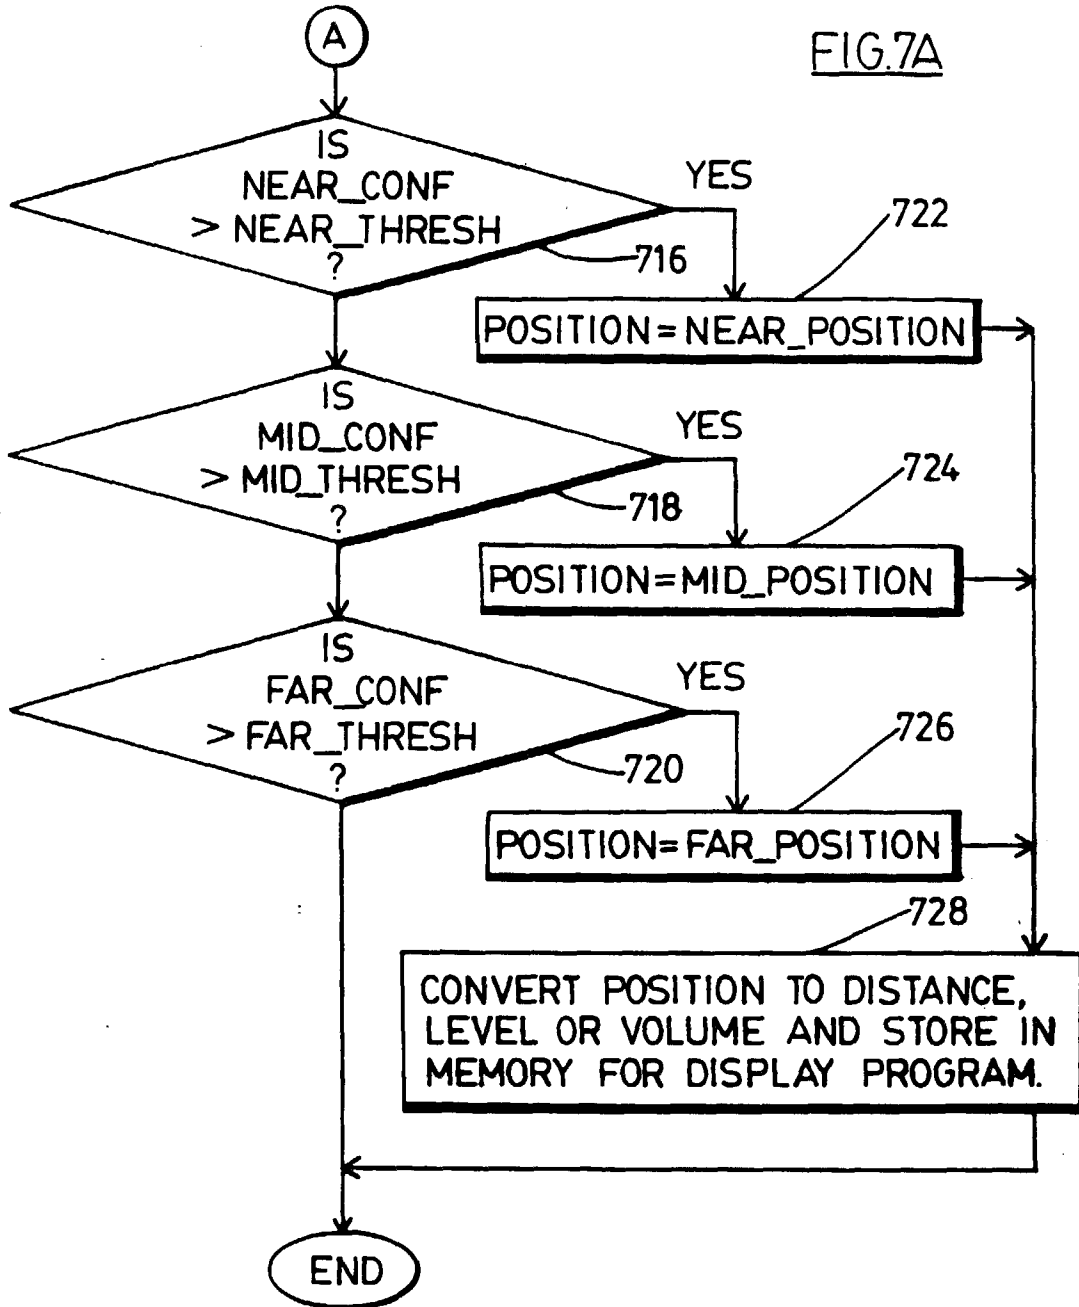 A
FIG.7A
IS
NEAR_CONF
> NEAR_THRESH
?
YES
716
722
POSITION=NEAR_POSITION
IS
MID_CONF
> MID_THRESH
?
YES
718
724
POSITION=MID_POSITION
IS
FAR_CONF
> FAR_THRESH
?
YES
720
726
POSITION=FAR_POSITION
728
CONVERT POSITION TO DISTANCE,
LEVEL OR VOLUME AND STORE IN
MEMORY FOR DISPLAY PROGRAM.
END